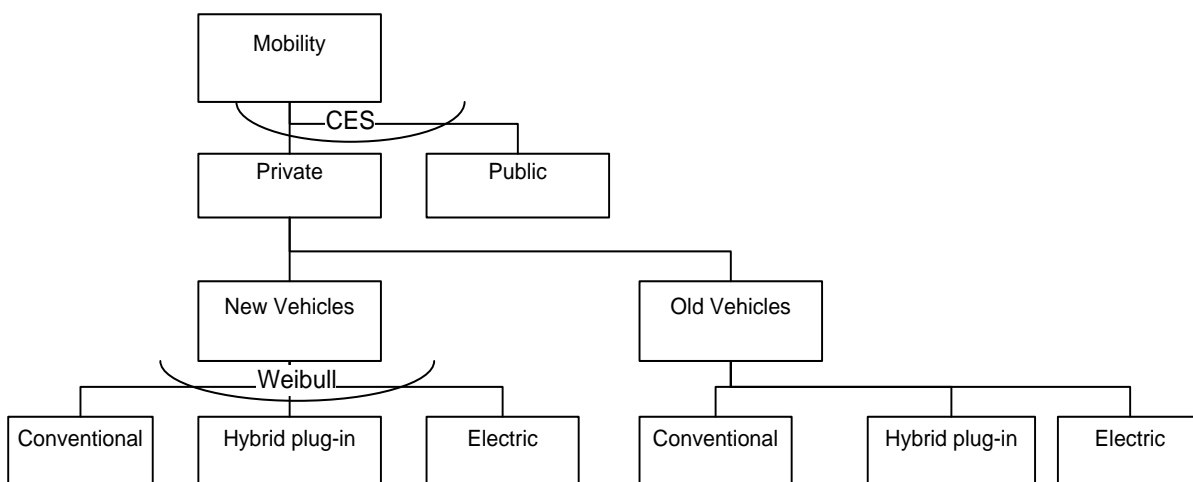 Mobility
CES
Private
Public
New Vehicles
Old Vehicles
Weibull
Conventional
Hybrid plug-in
Electric
Conventional
Hybrid plug-in
Electric